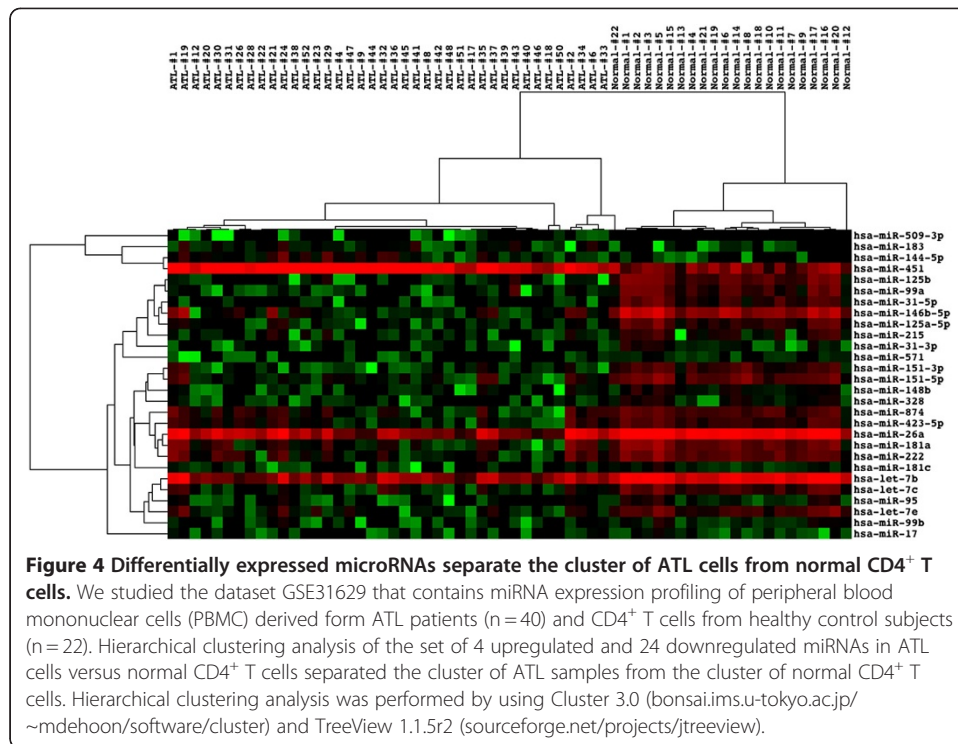 ATL-#1
ATL-#19
ATL-#12
ATL-#20
ATL-#30
ATL-#31
ATL-#26
ATL-#28
ATL-#22
ATL-#21
ATL-#24
ATL-#38
ATL-#52
ATL-#23
ATL-#29
ATL-#4
ATL-#47
ATL-#9
ATL-#44
ATL-#32
ATL-#36
ATL-#45
ATL-#41
ATL-#8
ATL-#42
ATL-#48
ATL-#51
ATL-#17
ATL-#35
ATL-#37
ATL-#39
ATL-#43
ATL-#40
ATL-#46
ATL-#18
ATL-#50
ATL-#2
ATL-#34
ATL-#6
ATL-#33
Normal-#22
Normal-#1
Normal-#2
Normal-#3
Normal-#5
Normal-#15
Normal-#13
Normal-#4
Normal-#21
Normal-#19
Normal-#6
Normal-#14
Normal-#8
Normal-#18
Normal-#10
Normal-#11
Normal-#7
Normal-#9
Normal-#17
Normal-#16
Normal-#20
Normal-#12
hsa-miR-509-3p
hsa-miR-183
hsa-miR-144-5p
hsa-miR-451
hsa-miR-125b
hsa-miR-99a
hsa-miR-31-5p
hsa-miR-146b-5p
hsa-miR-125a-5p
hsa-miR-215
hsa-miR-31-3p
hsa-miR-571
hsa-miR-151-3p
hsa-miR-151-5p
hsa-miR-148b
hsa-miR-328
hsa-miR-874
hsa-miR-423-5p
hsa-miR-26a
hsa-miR-181a
hsa-miR-222
hsa-miR-181c
hsa-let-7b
hsa-let-7c
hsa-miR-95
hsa-let-7e
hsa-miR-99b
hsa-miR-17
Figure 4 Differentially expressed microRNAs separate the cluster of ATL cells from normal CD4⁺ T
cells. We studied the dataset GSE31629 that contains miRNA expression profiling of peripheral blood
mononuclear cells (PBMC) derived form ATL patients (n = 40) and CD4⁺ T cells from healthy control subjects
(n = 22). Hierarchical clustering analysis of the set of 4 upregulated and 24 downregulated miRNAs in ATL
cells versus normal CD4⁺ T cells separated the cluster of ATL samples from the cluster of normal CD4⁺ T
cells. Hierarchical clustering analysis was performed by using Cluster 3.0 (bonsai.ims.u-tokyo.ac.jp/
~mdehoon/software/cluster) and TreeView 1.1.5r2 (sourceforge.net/projects/jtreeview).